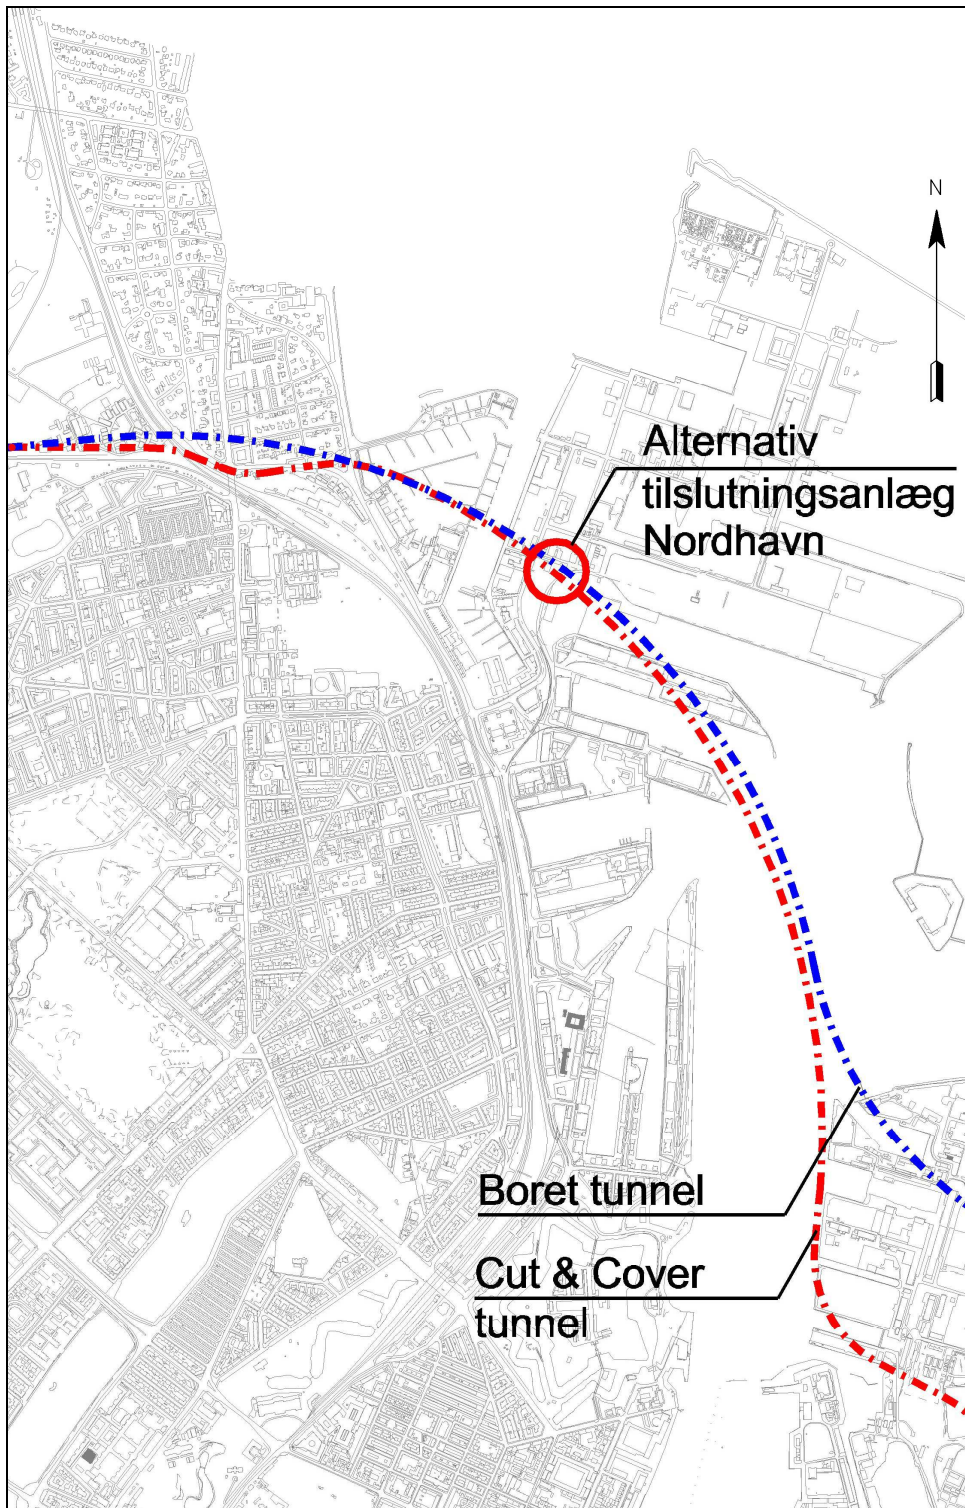 N
Alternativ
tilslutningsanlæg
Nordhavn
Boret tunnel
Cut & Cover
tunnel